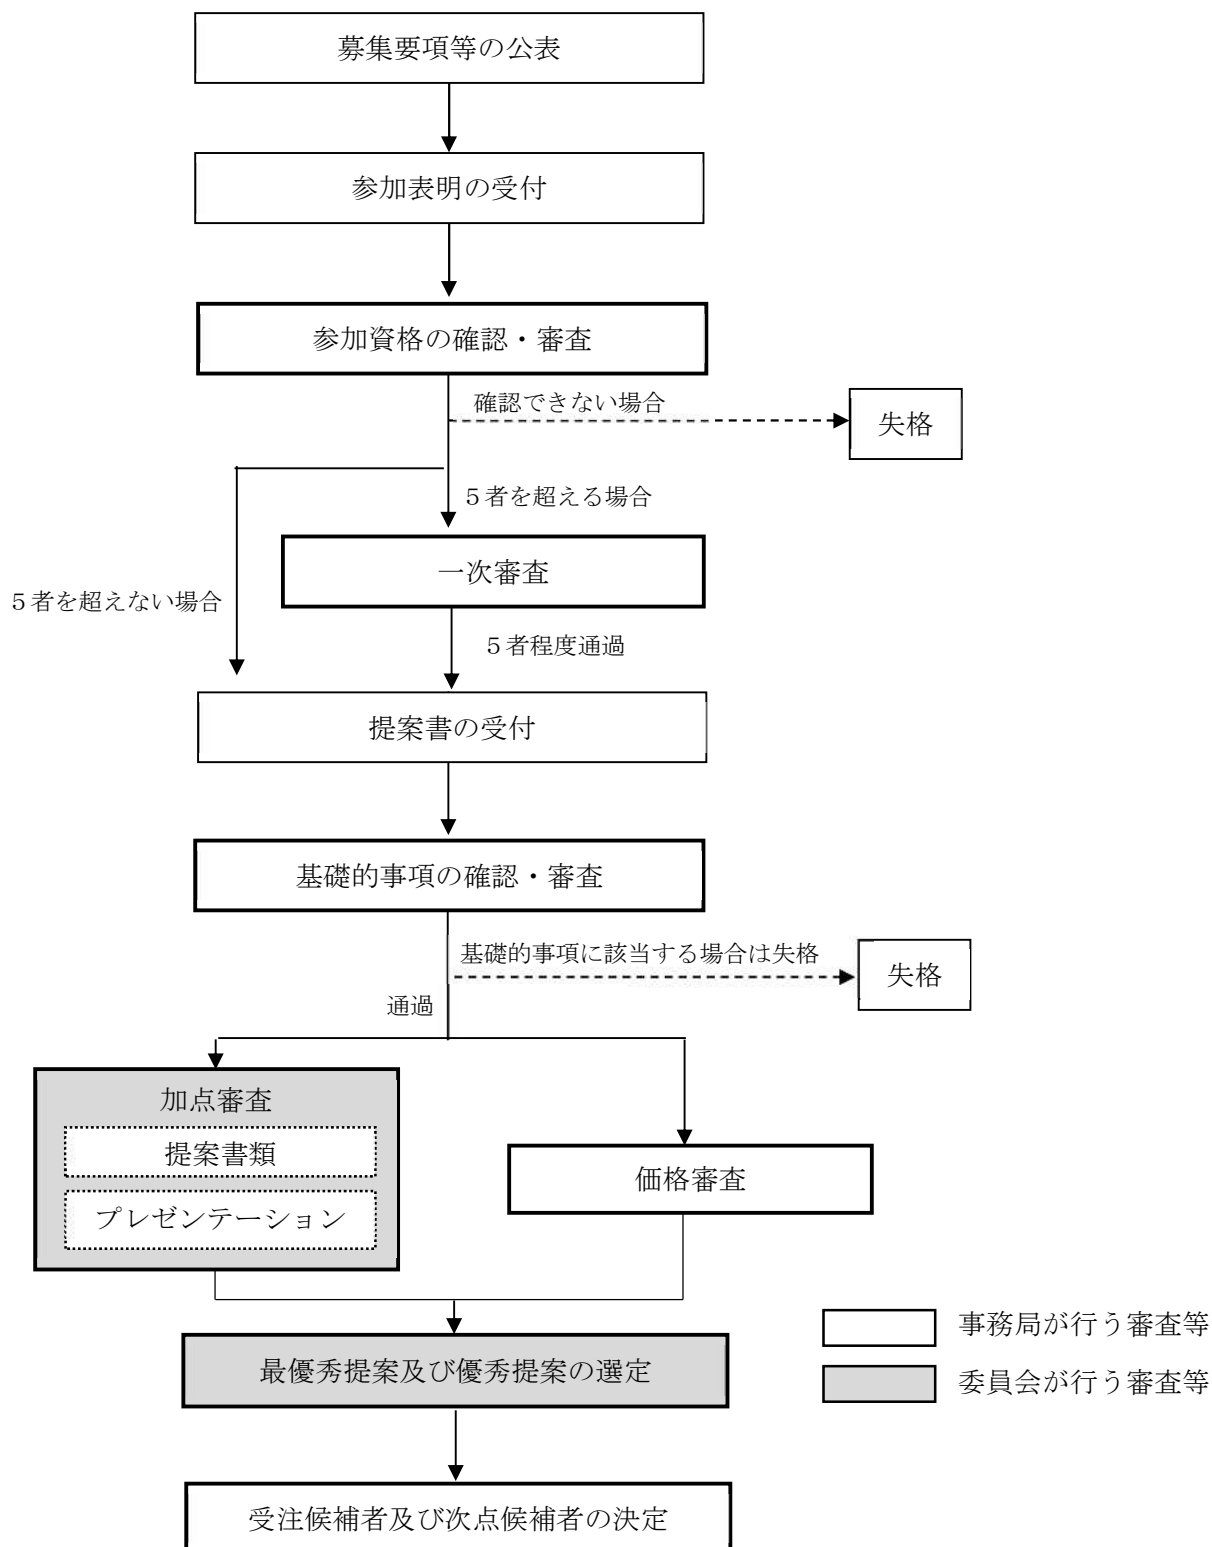 募集要項等の公表
参加表明の受付
参加資格の確認・審査
確認できない場合
失格
５者を超える場合
一次審査
５者を超えない場合
５者程度通過
提案書の受付
基礎的事項の確認・審査
基礎的事項に該当する場合は失格
失格
通過
加点審査
提案書類
プレゼンテーション
価格審査
事務局が行う審査等
最優秀提案及び優秀提案の選定
委員会が行う審査等
受注候補者及び次点候補者の決定